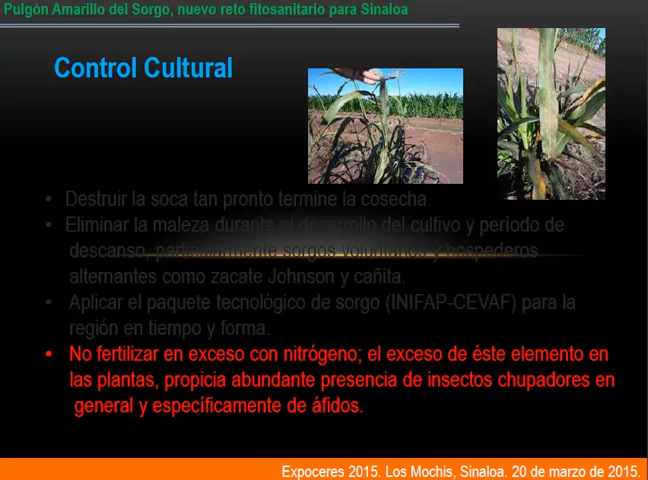 Pulgón Amarillo del Sorgo, nuevo reto fitosanitario para Sinaloa
Control Cultural
• Destruir la soca tan pronto termine la cosecha.
• Eliminar la maleza durante el desarrollo del cultivo y período de
descanso, particularmente sorgos voluntarios y hospederos
alternantes como zacate Johnson y cañita.
• Aplicar el paquete tecnológico de sorgo (INIFAP-CEVAF) para la
región en tiempo y forma.
• No fertilizar en exceso con nitrógeno; el exceso de éste elemento en
las plantas, propicia abundante presencia de insectos chupadores en
general y específicamente de áfidos.
Expoceres 2015. Los Mochis, Sinaloa. 20 de marzo de 2015.